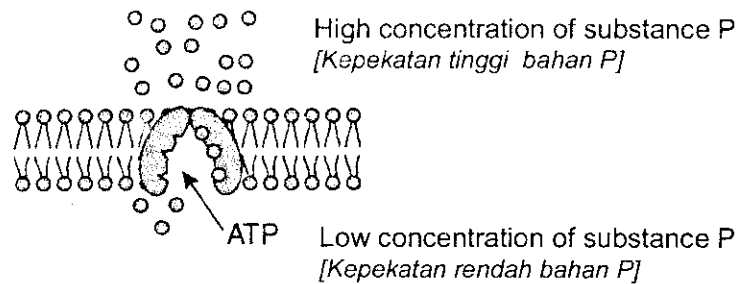 High concentration of substance P
[Kepekatan tinggi bahan P]
ATP
Low concentration of substance P
[Kepekatan rendah bahan P]